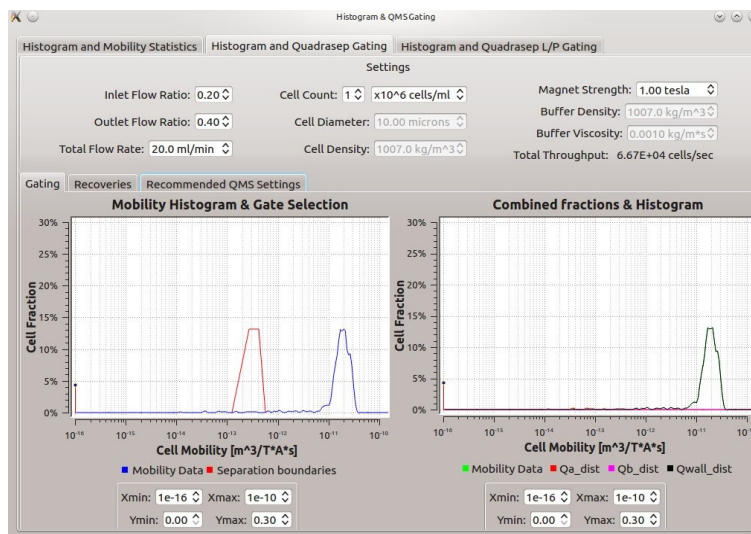 Histogram & QMS Gating
Histogram and Mobility Statistics Histogram and Quadrasep Gating Histogram and Quadrasep L/P Gating
Settings
Inlet Flow Ratio: 0.20 Cell Count: 1 x10^6 cells/ml Magnet Strength: 1.00 tesla
Outlet Flow Ratio: 0.40 Cell Diameter: 10.00 microns Buffer Density: 1007.0 kg/m^3
Total Flow Rate: 20.0 ml/min Cell Density: 1007.0 kg/m^3 Buffer Viscosity: 0.0010 kg/m*s
Total Throughput: 6.67E+04 cells/sec
Gating Recoveries Recommended QMS Settings
Mobility Histogram & Gate Selection
30%
25%
20%
15%
10%
5%
0%
Cell Fraction
10^-16 10^-15 10^-14 10^-13 10^-12 10^-11 10^-10
Cell Mobility [m^3/T*A*s]
Mobility Data Separation boundaries
Xmin: 1e-16 Xmax: 1e-10
Ymin: 0.00 Ymax: 0.30
Combined fractions & Histogram
30%
25%
20%
15%
10%
5%
0%
Cell Fraction
10^-16 10^-15 10^-14 10^-13 10^-12 10^-11 10^-10
Cell Mobility [m^3/T*A*s]
Mobility Data Qa_dist Qb_dist Qwall_dist
Xmin: 1e-16 Xmax: 1e-10
Ymin: 0.00 Ymax: 0.30